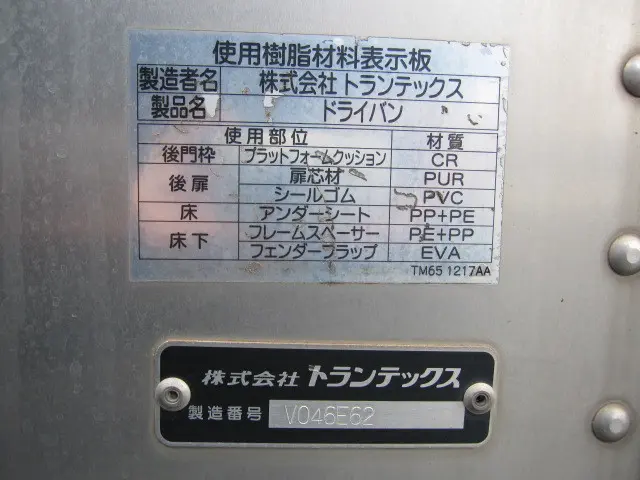 使用樹脂材料表示板
製造者名 株式会社 トランテックス
製品名 ドライバン
使用部位 材質
後門枠 プラットフォームクッション CR
後扉 扉芯材 PUR
シールゴム PVC
床 アンダーシート PP+PE
床下 フレームスペーサー PE+PP
フェンダーフラップ EVA
TM65 1217AA
株式会社 トランテックス
製造番号 V046E62